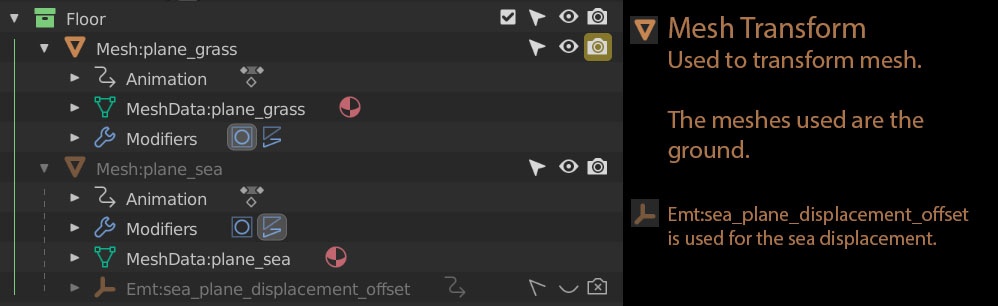 Floor
Mesh:plane_grass
Animation
MeshData:plane_grass
Modifiers
Mesh:plane_sea
Animation
Modifiers
MeshData:plane_sea
Emt:sea_plane_displacement_offset
Mesh Transform
Used to transform mesh.
The meshes used are the
ground.
Emt:sea_plane_displacement_offset
is used for the sea displacement.